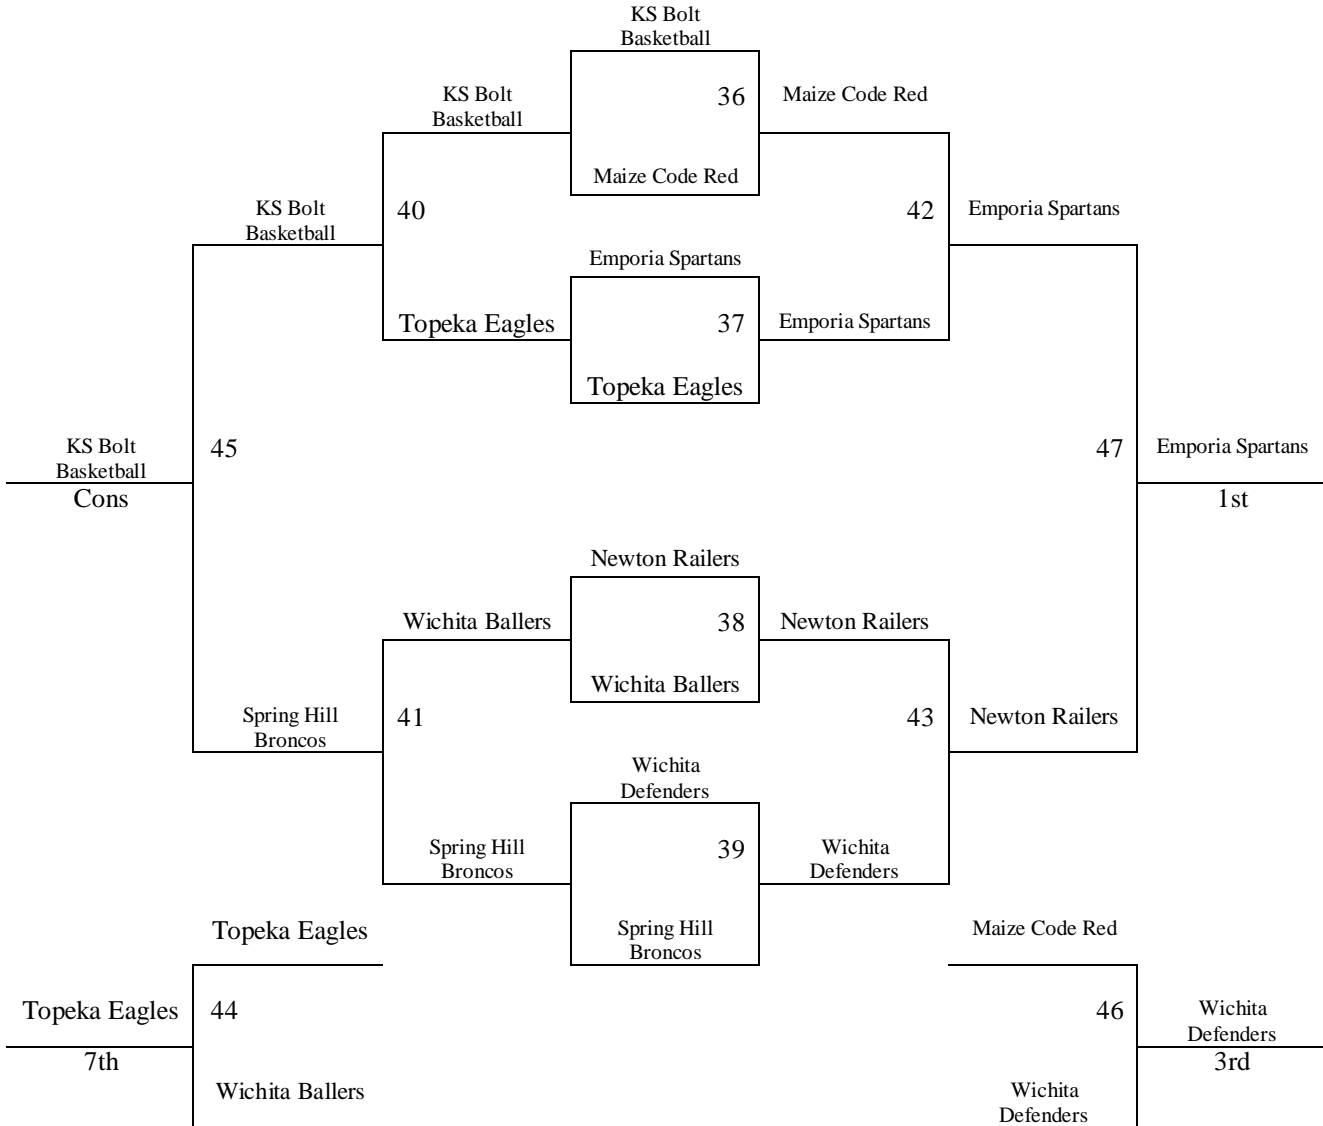 KS Bolt
Basketball
KS Bolt
Basketball
36
Maize Code Red
Maize Code Red
KS Bolt
Basketball
40
42
Emporia Spartans
Emporia Spartans
Topeka Eagles
37
Emporia Spartans
Topeka Eagles
KS Bolt
Basketball
Cons
45
47
Emporia Spartans
1st
Newton Railers
Wichita Ballers
38
Newton Railers
Wichita Ballers
Spring Hill
Broncos
41
43
Newton Railers
Wichita
Defenders
Spring Hill
Broncos
39
Wichita
Defenders
Topeka Eagles
Spring Hill
Broncos
Maize Code Red
Topeka Eagles
44
46
Wichita
Defenders
7th
3rd
Wichita Ballers
Wichita
Defenders